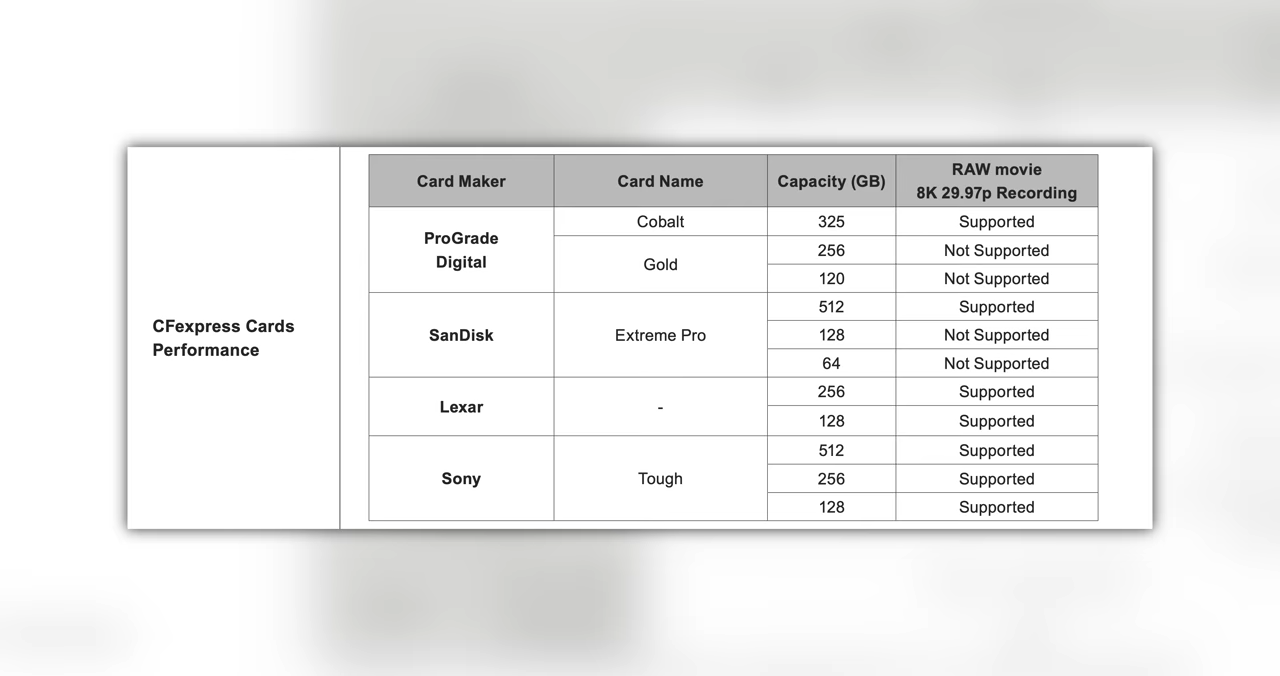 CFexpress Cards
Performance
Card Maker Card Name Capacity (GB) RAW movie
8K 29.97p Recording
ProGrade
Digital
Cobalt 325 Supported
Gold
256 Not Supported
120 Not Supported
SanDisk Extreme Pro
512 Supported
128 Not Supported
64 Not Supported
Lexar -
256 Supported
128 Supported
Sony Tough
512 Supported
256 Supported
128 Supported